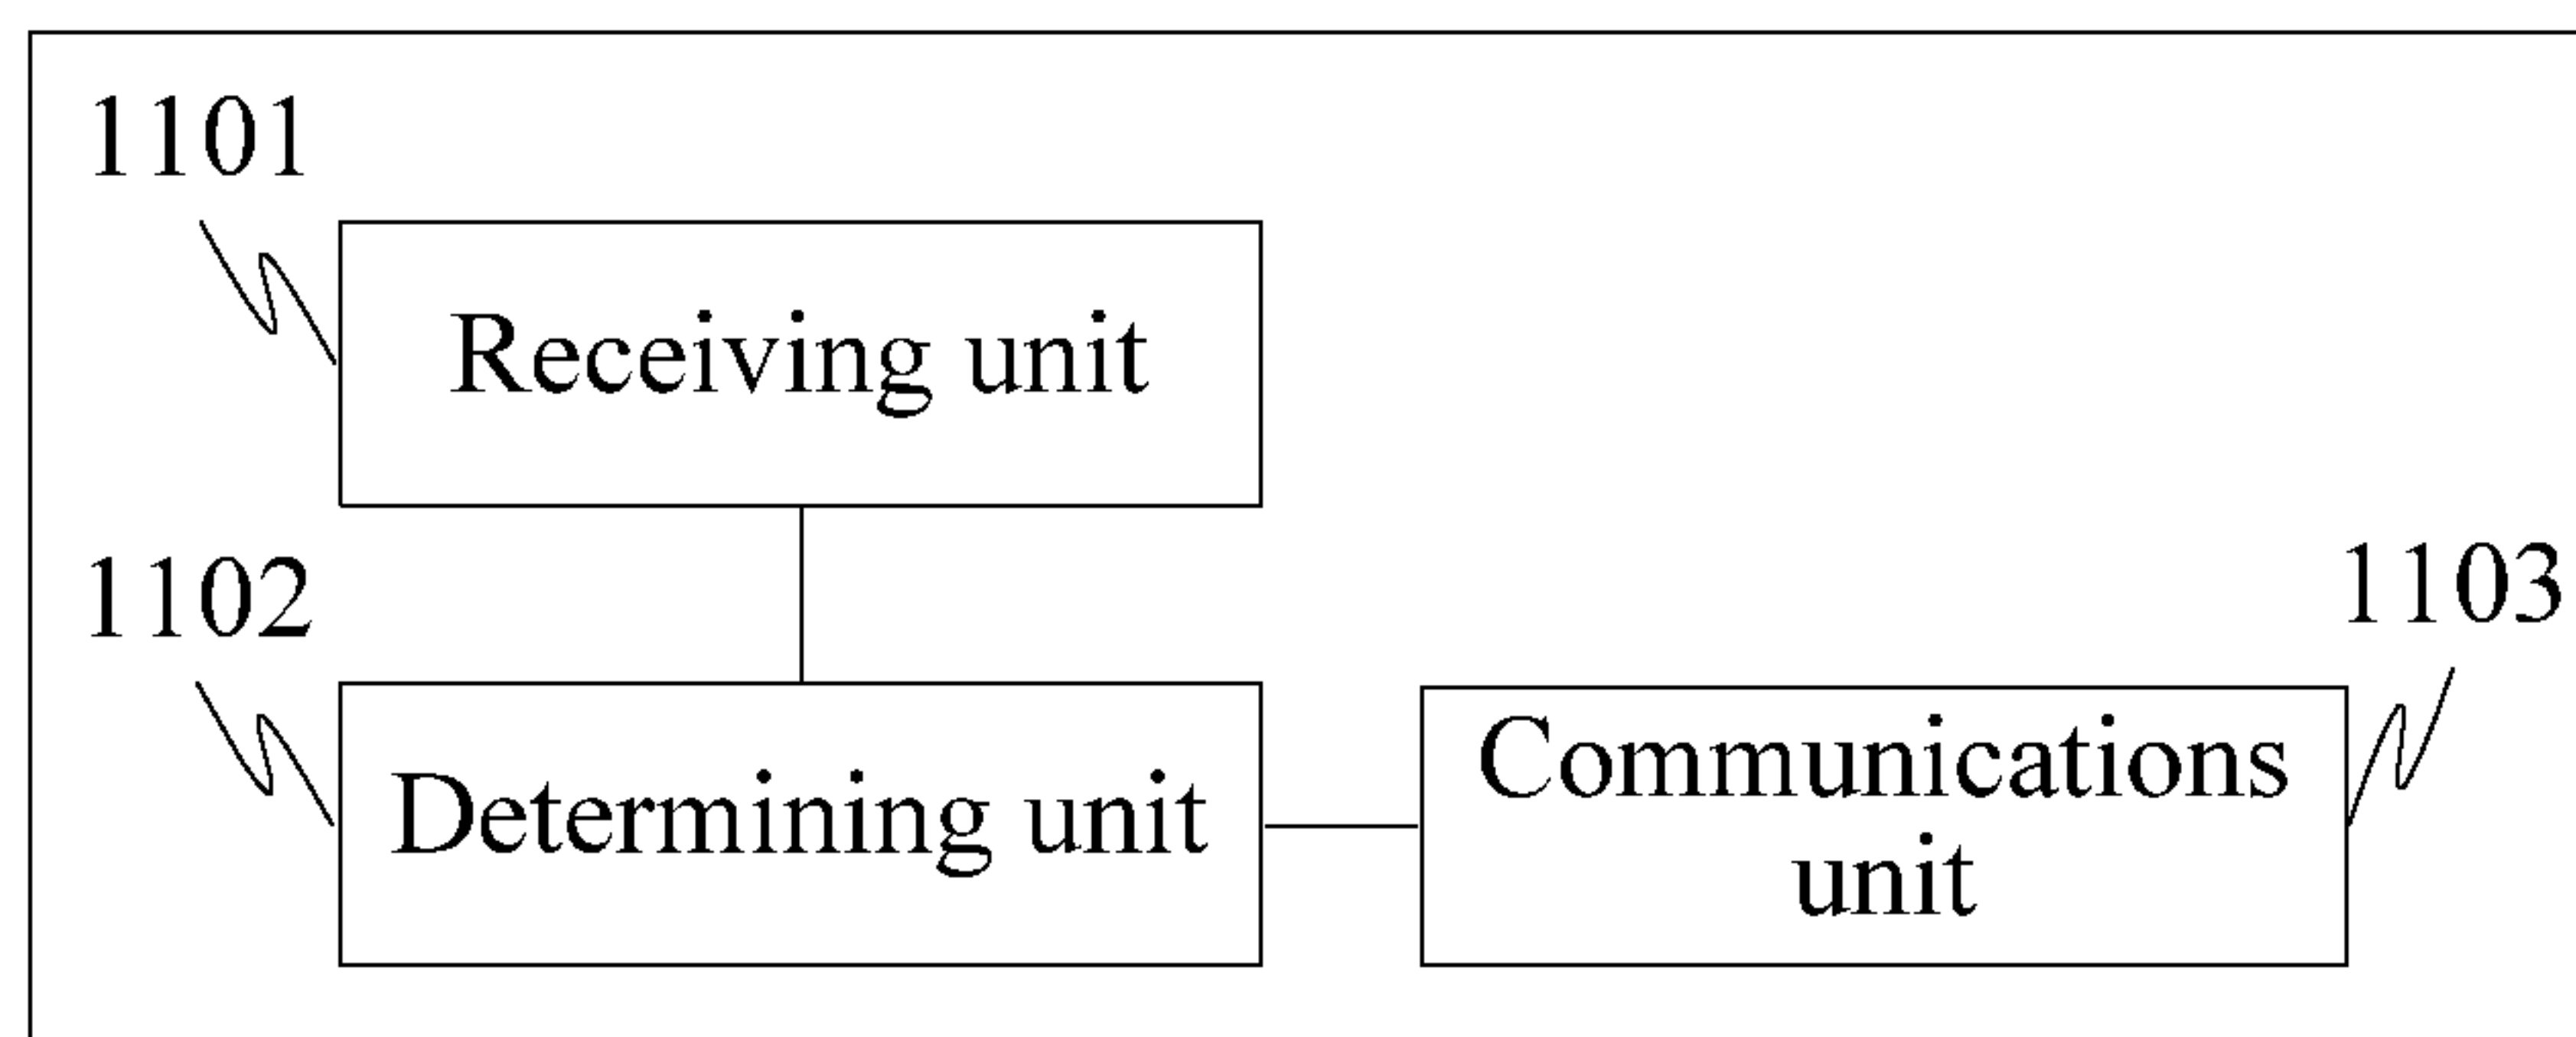 1101
Receiving unit
1102
1103
Determining unit
Communications
unit